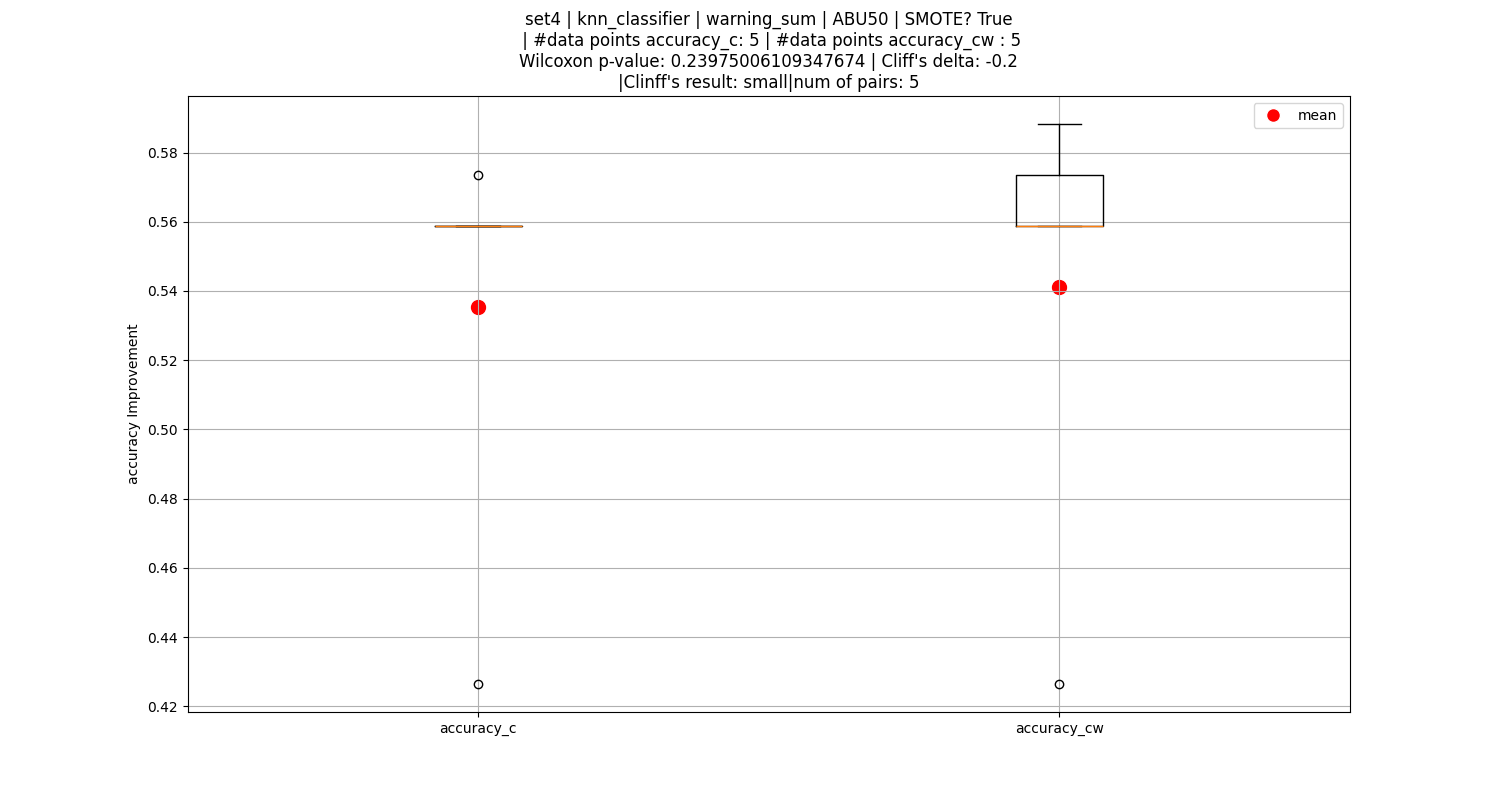 set4 | knn_classifier | warning_sum | ABU50 | SMOTE? True
| #data points accuracy_c: 5 | #data points accuracy_cw : 5
Wilcoxon p-value: 0.23975006109347674 | Cliff's delta: -0.2
|Clinff's result: small|num of pairs: 5
mean
accuracy Improvement
0.58
0.56
0.54
0.52
0.50
0.48
0.46
0.44
0.42
accuracy_c
accuracy_cw